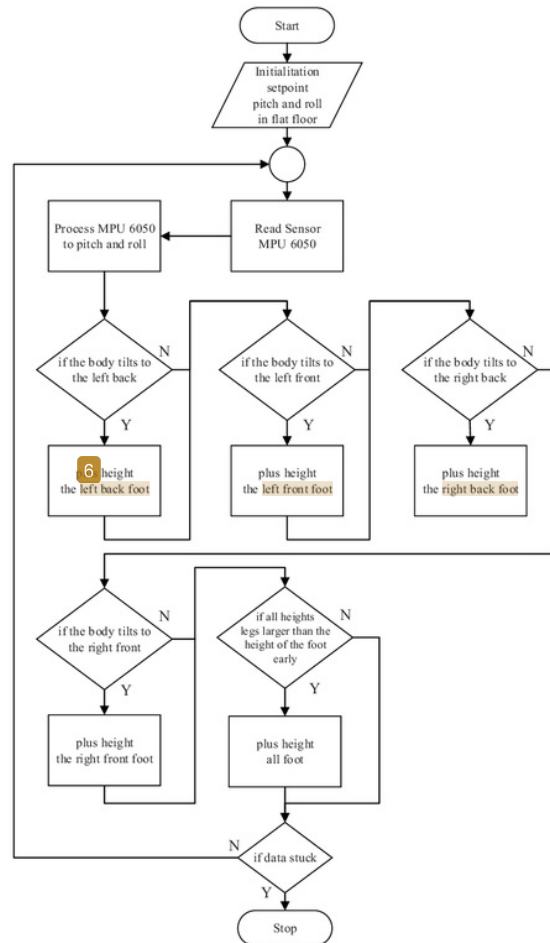 Start
Initialitation
setpoint
pitch and roll
in flat floor
Process MPU 6050
to pitch and roll
Read Sensor
MPU 6050
if the body tilts to
the left back
N
Y
if the body tilts to
the left front
N
Y
if the body tilts to
the right back
N
Y
6
height
the left back foot
plus height
the left front foot
plus height
the right back foot
if the body tilts to
the right front
N
Y
if all heights
legs larger than the
height of the foot
early
N
Y
plus height
the right front foot
plus height
all foot
if data stuck
N
Y
Stop